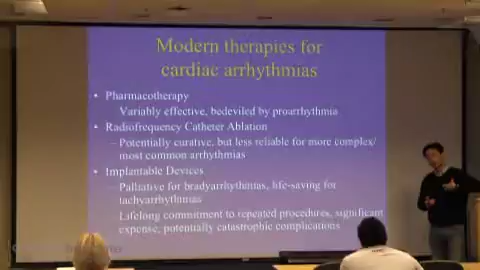 Modern therapies for
cardiac arrhythmias
• Pharmacotherapy
Variably effective, bedeviled by proarrhythmia
• Radiofrequency Catheter Ablation
– Potentially curative, but less reliable for more complex/
most common arrhythmias
• Implantable Devices
– Palliative for bradyarrhythmias, life-saving for
tachyarrhythmias
Lifelong commitment to repeated procedures, significant
expense, potentially catastrophic complications